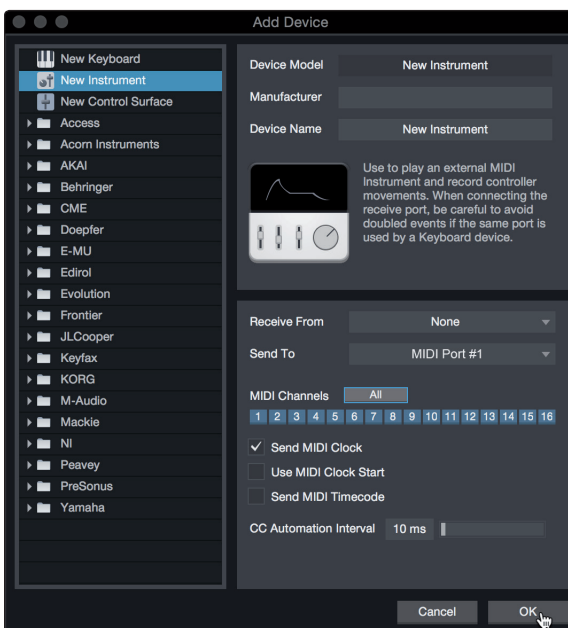 Add Device
New Keyboard
New Instrument
New Control Surface
Access
Acorn Instruments
AKAI
Behringer
CME
Doepfer
E-MU
Edirol
Evolution
Frontier
JLCooper
Keyfax
KORG
M-Audio
Mackie
NI
Peavey
PreSonus
Yamaha
Device Model New Instrument
Manufacturer
Device Name New Instrument
Use to play an external MIDI
Instrument and record controller
movements. When connecting the
receive port, be careful to avoid
doubled events if the same port is
used by a Keyboard device.
Receive From None
Send To MIDI Port #1
MIDI Channels All
1 2 3 4 5 6 7 8 9 10 11 12 13 14 15 16
Send MIDI Clock
Use MIDI Clock Start
Send MIDI Timecode
CC Automation Interval 10 ms
Cancel OK